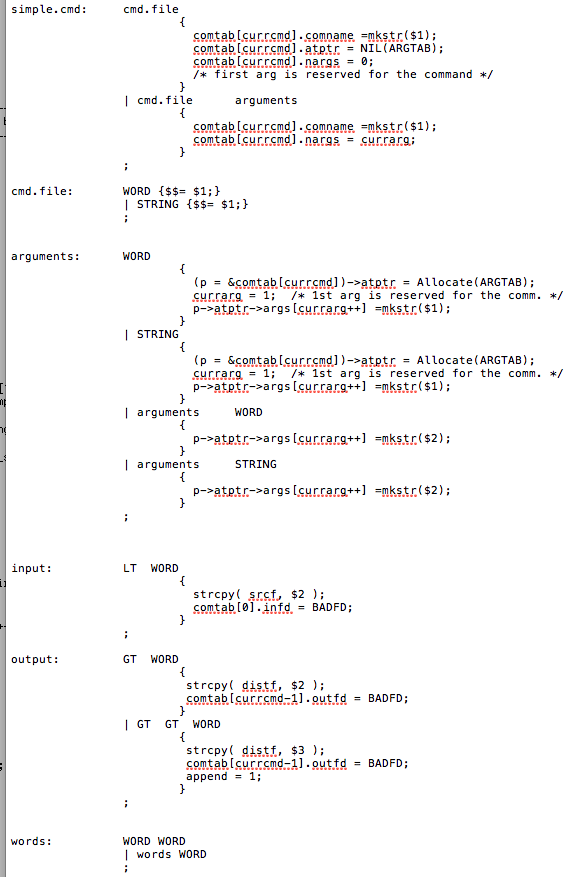 simple.cmd: cmd.file
{
comtab[currcmd].comname =mkstr($1);
comtab[currcmd].atptr = NIL(ARGTAB);
comtab[currcmd].nargs = 0;
/* first arg is reserved for the command */
}
| cmd.file arguments
{
comtab[currcmd].comname =mkstr($1);
comtab[currcmd].nargs = currarg;
}
;
cmd.file: WORD {$$= $1;}
| STRING {$$= $1;}
;
arguments: WORD
{
(p = &comtab[currcmd])->atptr = Allocate(ARGTAB);
currarg = 1; /* 1st arg is reserved for the comm. */
p->atptr->args[currarg++] =mkstr($1);
}
| STRING
{
(p = &comtab[currcmd])->atptr = Allocate(ARGTAB);
currarg = 1; /* 1st arg is reserved for the comm. */
p->atptr->args[currarg++] =mkstr($1);
}
| arguments WORD
{
p->atptr->args[currarg++] =mkstr($2);
}
| arguments STRING
{
p->atptr->args[currarg++] =mkstr($2);
}
;
input: LT WORD
{
strcpy( srcf, $2 );
comtab[0].infd = BADFD;
}
;
output: GT WORD
{
strcpy( distf, $2 );
comtab[currcmd-1].outfd = BADFD;
}
| GT GT WORD
{
strcpy( distf, $3 );
comtab[currcmd-1].outfd = BADFD;
append = 1;
}
;
words: WORD WORD
| words WORD
;